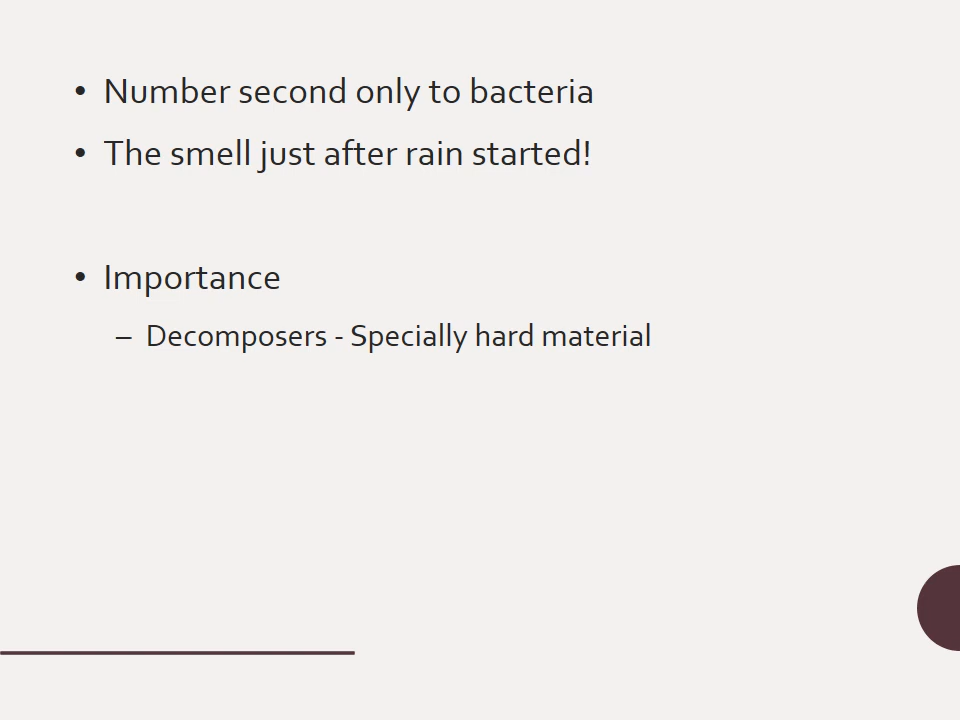 • Number second only to bacteria
• The smell just after rain started!
• Importance
– Decomposers - Specially hard material